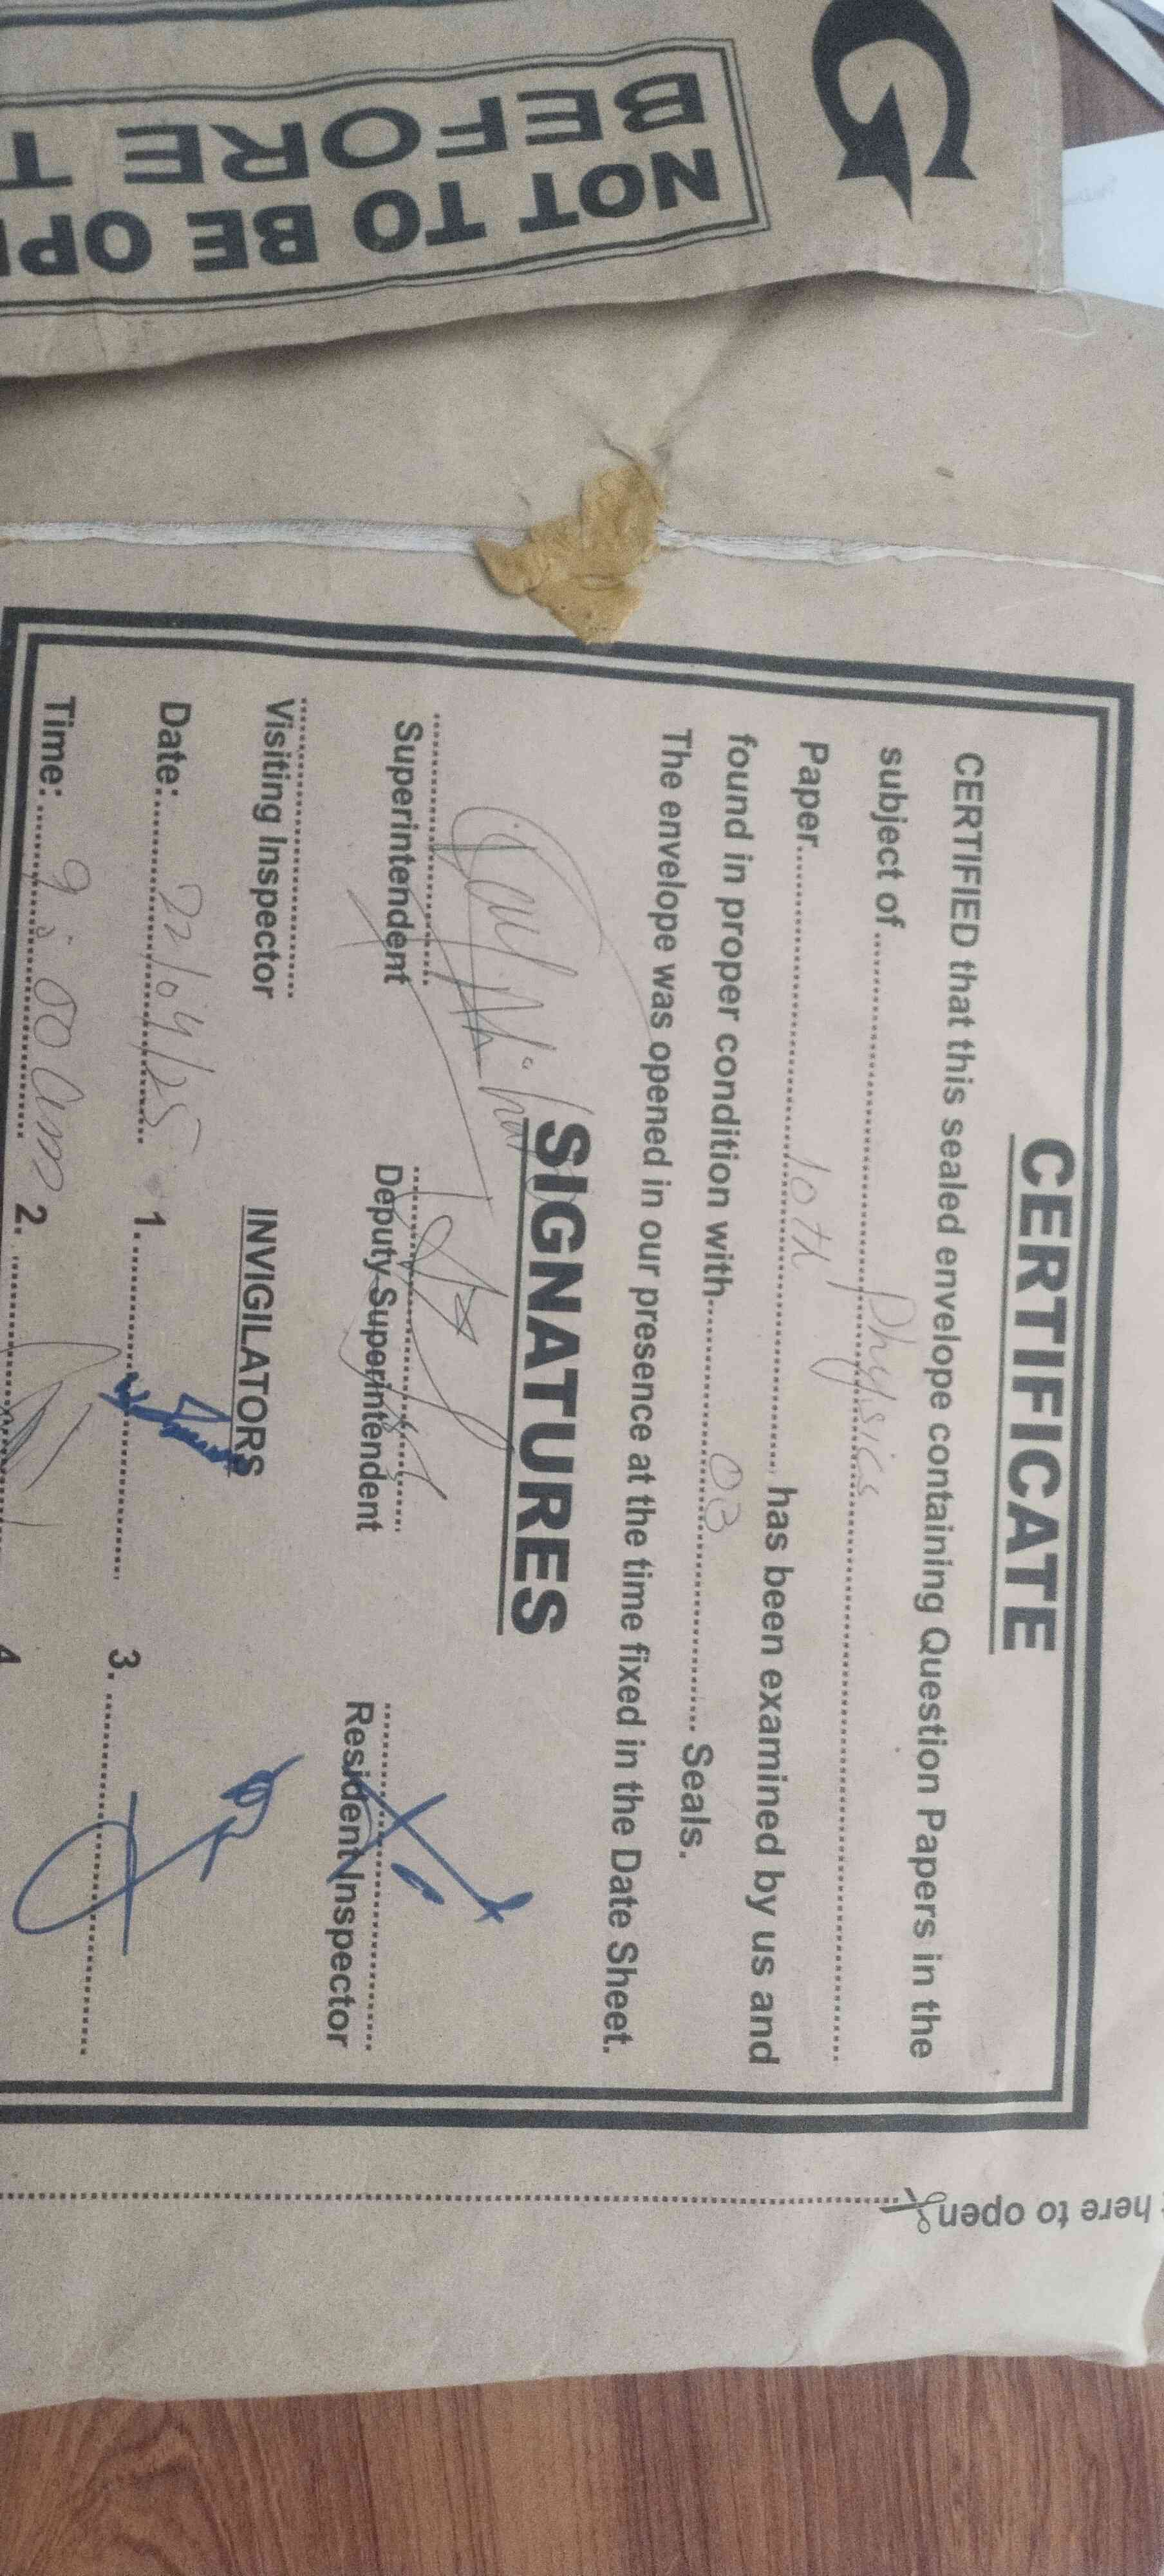 NOT TO BE OP
BEFORE T
CERTIFICATE
CERTIFIED that this sealed envelope containing Question Papers in the
subject of Physics
Paper 10th has been examined by us and
found in proper condition with 03 Seals.
The envelope was opened in our presence at the time fixed in the Date Sheet.
SIGNATURES
Superintendent Deputy Superintendent Resident Inspector
Visiting Inspector INVIGILATORS
Date: 22/04/25 1. 3.
Time: 9:00 am 2. 4
here to open